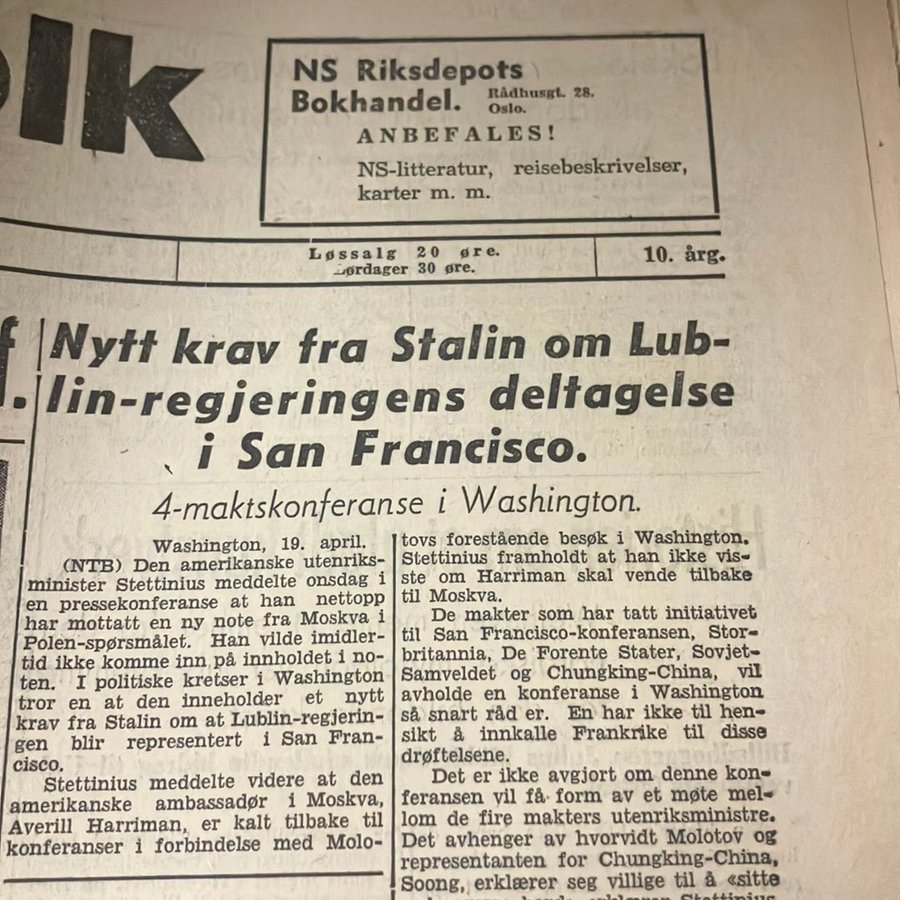 olk
NS Riksdepots
Bokhandel. Rådhusgt. 28.
Oslo.
ANBEFALES!
NS-litteratur, reisebeskrivelser,
karter m. m.
Løssalg 20 øre.
Lørdager 30 øre.
10. årg.
Nytt krav fra Stalin om Lub-
lin-regjeringens deltagelse
i San Francisco.
4-maktskonferanse i Washington.
Washington, 19. april.
(NTB) Den amerikanske utenriks-
minister Stettinius meddelte onsdag i
en pressekonferanse at han nettopp
har mottatt en ny note fra Moskva i
Polen-spørsmålet. Han vilde imidler-
tid ikke komme inn på innholdet i no-
ten. I politiske kretser i Washington
tror en at den inneholder et nytt
krav fra Stalin om at Lublin-regjerin-
gen blir representert i San Fran-
cisco.
Stettinius meddelte videre at den
amerikanske ambassadør i Moskva,
Averill Harriman, er kalt tilbake til
konferanser i forbindelse med Molo-
tovs forestående besøk i Washington.
Stettinius framholdt at han ikke vis-
ste om Harriman skal vende tilbake
til Moskva.
De makter som har tatt initiativet
til San Francisco-konferansen, Stor-
britannia, De Forente Stater, Sovjet-
Samveldet og Chungking-China, vil
avholde en konferanse i Washington
så snart råd er. En har ikke til hen-
sikt å innkalle Frankrike til disse
drøftelsene.
Det er ikke avgjort om denne kon-
feransen vil få form av et møte mel-
lom de fire makters utenriksministre.
Det avhenger av hvorvidt Molotov og
representanten for Chungking-China,
Soong, erklærer seg villige til å «sitte